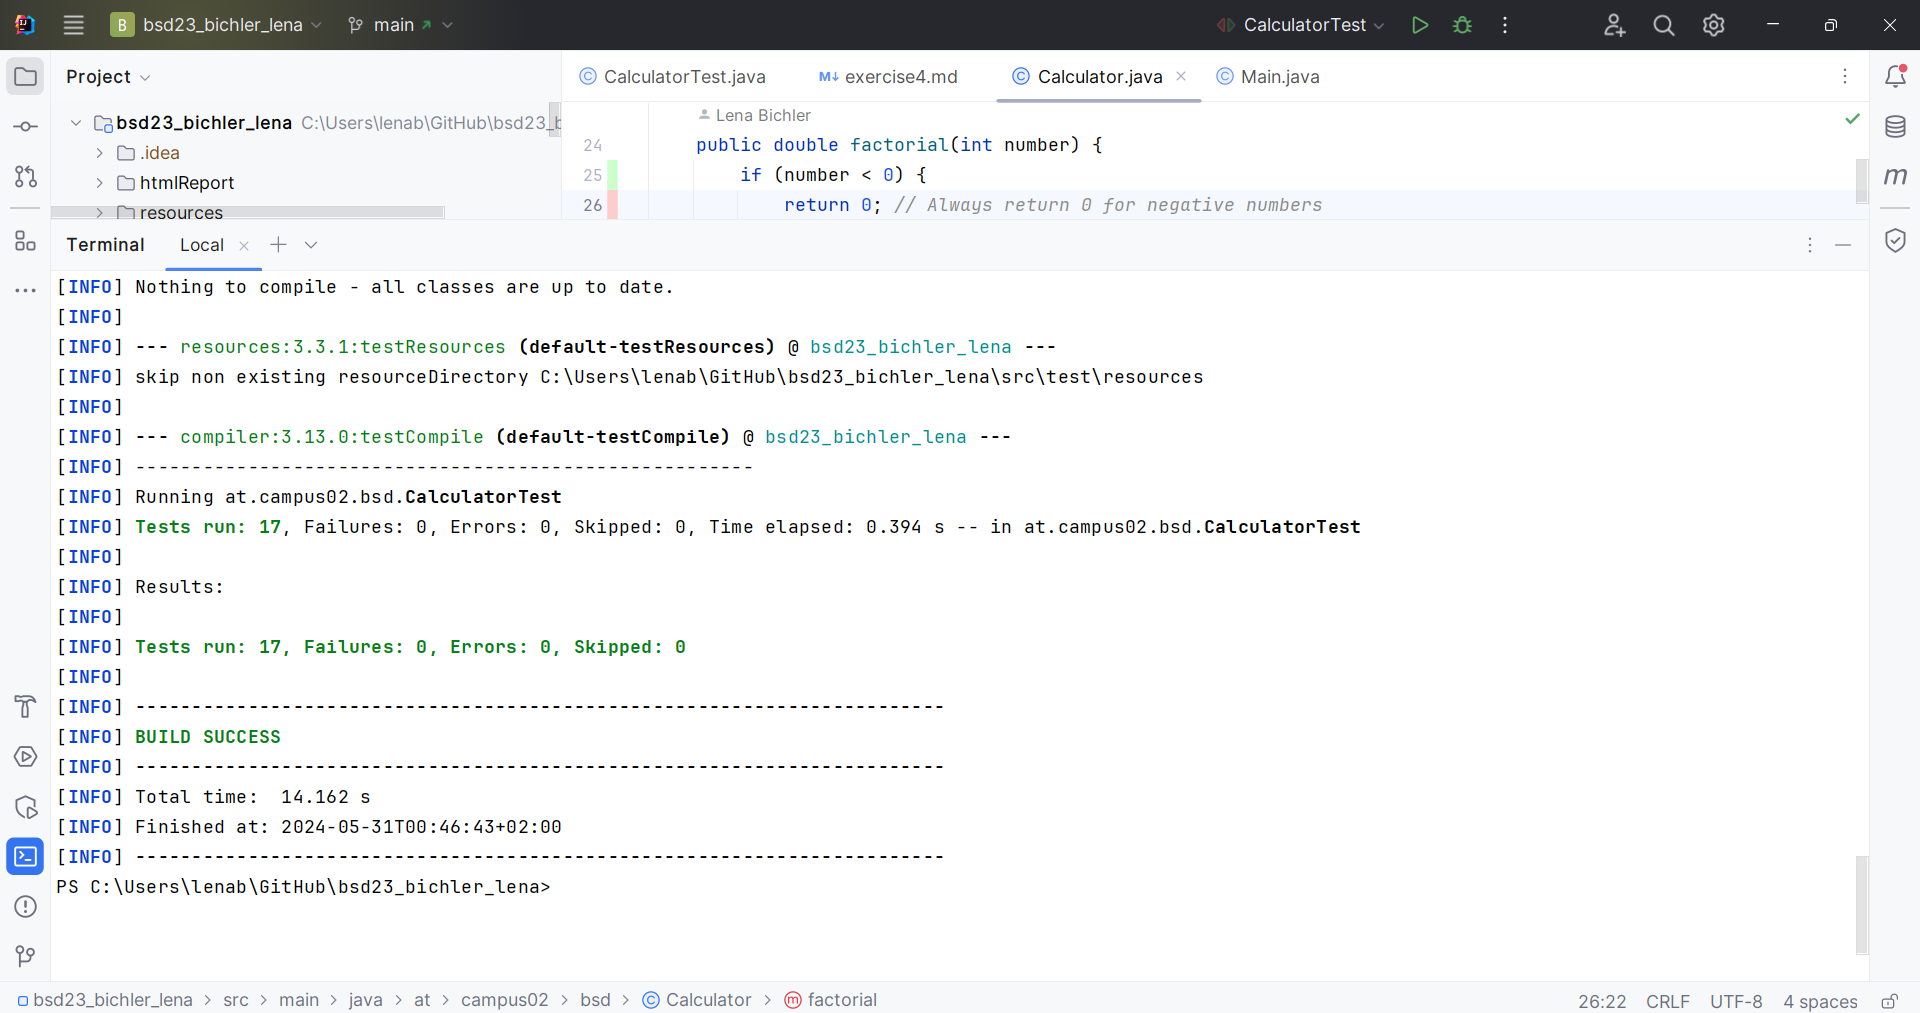 B bsd23_bichler_lena main CalculatorTest
Project
CalculatorTest.java M↓ exercise4.md Calculator.java Main.java
bsd23_bichler_lena C:\Users\lenab\GitHub\bsd23_b
.idea
htmlReport
resources
Lena Bichler
24 public double factorial(int number) {
25 if (number < 0) {
26 return 0; // Always return 0 for negative numbers
Terminal Local
[INFO] Nothing to compile - all classes are up to date.
[INFO]
[INFO] --- resources:3.3.1:testResources (default-testResources) @ bsd23_bichler_lena ---
[INFO] skip non existing resourceDirectory C:\Users\lenab\GitHub\bsd23_bichler_lena\src\test\resources
[INFO]
[INFO] --- compiler:3.13.0:testCompile (default-testCompile) @ bsd23_bichler_lena ---
[INFO] -------------------------------------------------------
[INFO] Running at.campus02.bsd.CalculatorTest
[INFO] Tests run: 17, Failures: 0, Errors: 0, Skipped: 0, Time elapsed: 0.394 s -- in at.campus02.bsd.CalculatorTest
[INFO]
[INFO] Results:
[INFO]
[INFO] Tests run: 17, Failures: 0, Errors: 0, Skipped: 0
[INFO]
[INFO] ------------------------------------------------------------------------
[INFO] BUILD SUCCESS
[INFO] ------------------------------------------------------------------------
[INFO] Total time:  14.162 s
[INFO] Finished at: 2024-05-31T00:46:43+02:00
[INFO] ------------------------------------------------------------------------
PS C:\Users\lenab\GitHub\bsd23_bichler_lena>
bsd23_bichler_lena > src > main > java > at > campus02 > bsd > Calculator > factorial
26:22 CRLF UTF-8 4 spaces